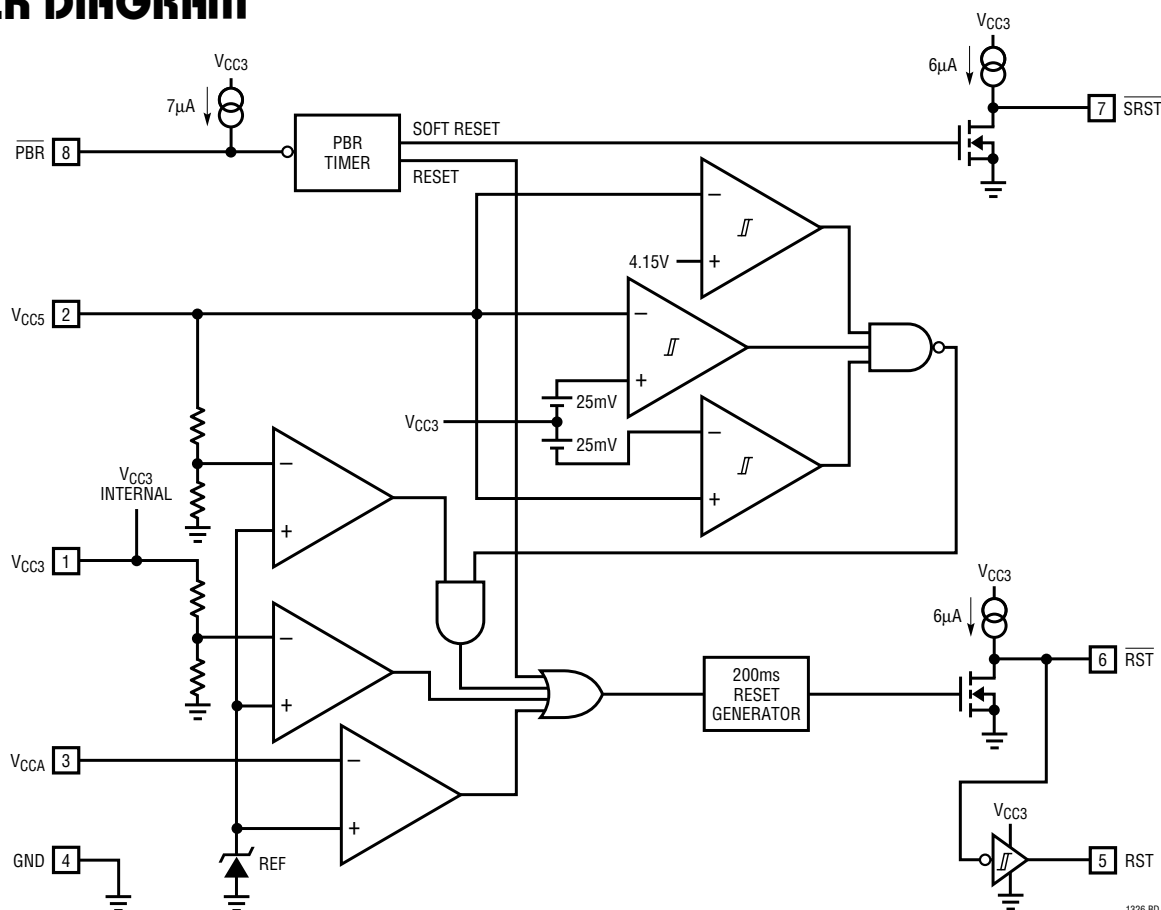 DIAGRAM
VCC3
6µA
7
SRST
VCC3
7µA
PBR
8
PBR
TIMER
SOFT RESET
RESET
−
4.15V
+
VCC5
2
−
+
25mV
VCC3
25mV
−
+
VCC3
INTERNAL
−
+
VCC3
1
−
+
VCC3
6µA
6
RST
200ms
RESET
GENERATOR
VCCA
3
−
+
REF
GND
4
VCC3
5
RST
1326 BD